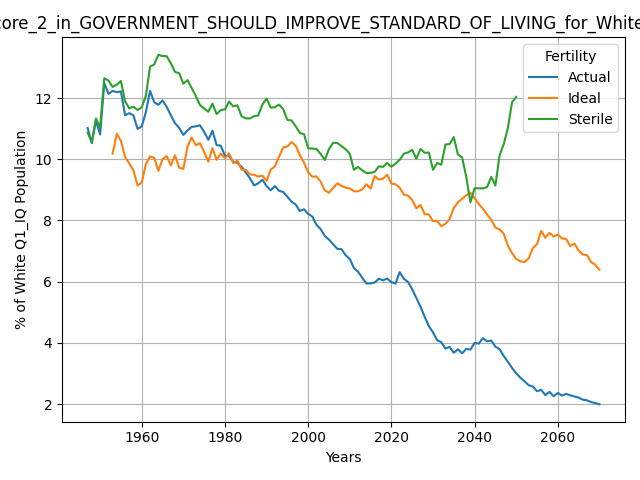 core_2_in_GOVERNMENT_SHOULD_IMPROVE_STANDARD_OF_LIVING_for_White
Fertility
Actual
Ideal
Sterile
% of White Q1_IQ Population
12
10
8
6
4
2
1960
1980
2000
2020
2040
2060
Years